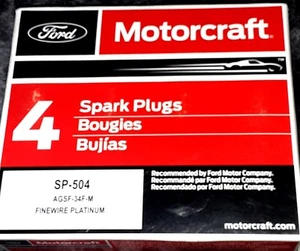 Ford
Motorcraft®
TM
4
Spark Plugs
Bougies
Bujías
SP-504
AGSF-34F-M
FINEWIRE PLATINUM
Recommended by Ford Motor Company.
Recommandé par Ford Motor Company.
Recomendado por Ford Motor Company.
motorcraft.com